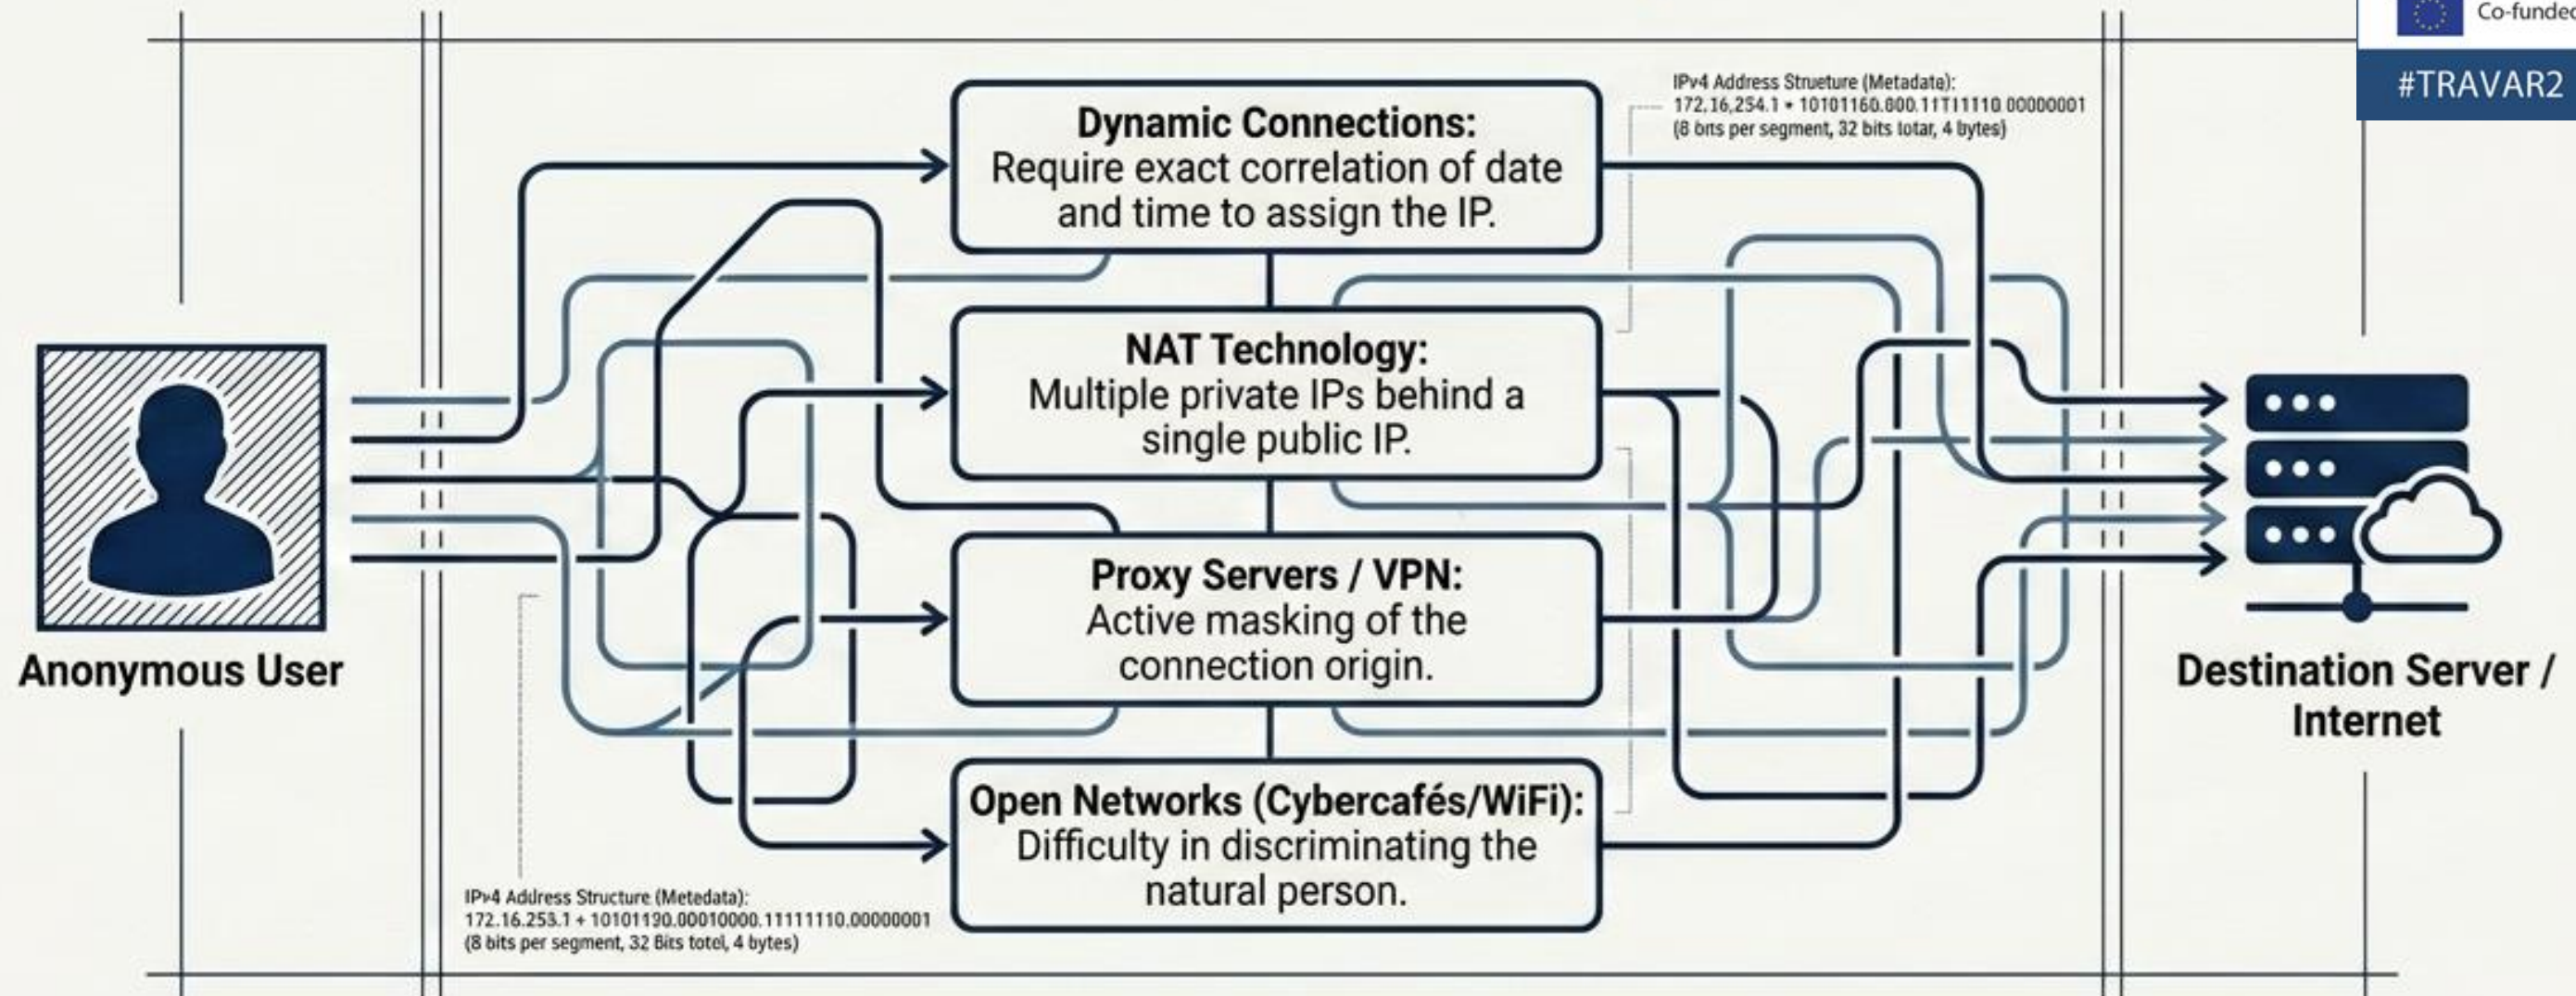 Co-funded
#TRAVAR2
IPv4 Address Strueture (Metadate):
172.16,254.1 • 10101160.800.11T11110.00000001
(8 bits per segment, 32 bits lotar, 4 bytes)
Dynamic Connections:
Require exact correlation of date
and time to assign the IP.
NAT Technology:
Multiple private IPs behind a
single public IP.
Proxy Servers / VPN:
Active masking of the
connection origin.
Open Networks (Cybercafés/WiFi):
Difficulty in discriminating the
natural person.
Anonymous User
Destination Server /
Internet
IPv4 Address Structure (Metedata):
172.16.253.1 + 10101190.00010000.11111110.00000001
(8 bits per segment, 32 Bits totel, 4 bytes)